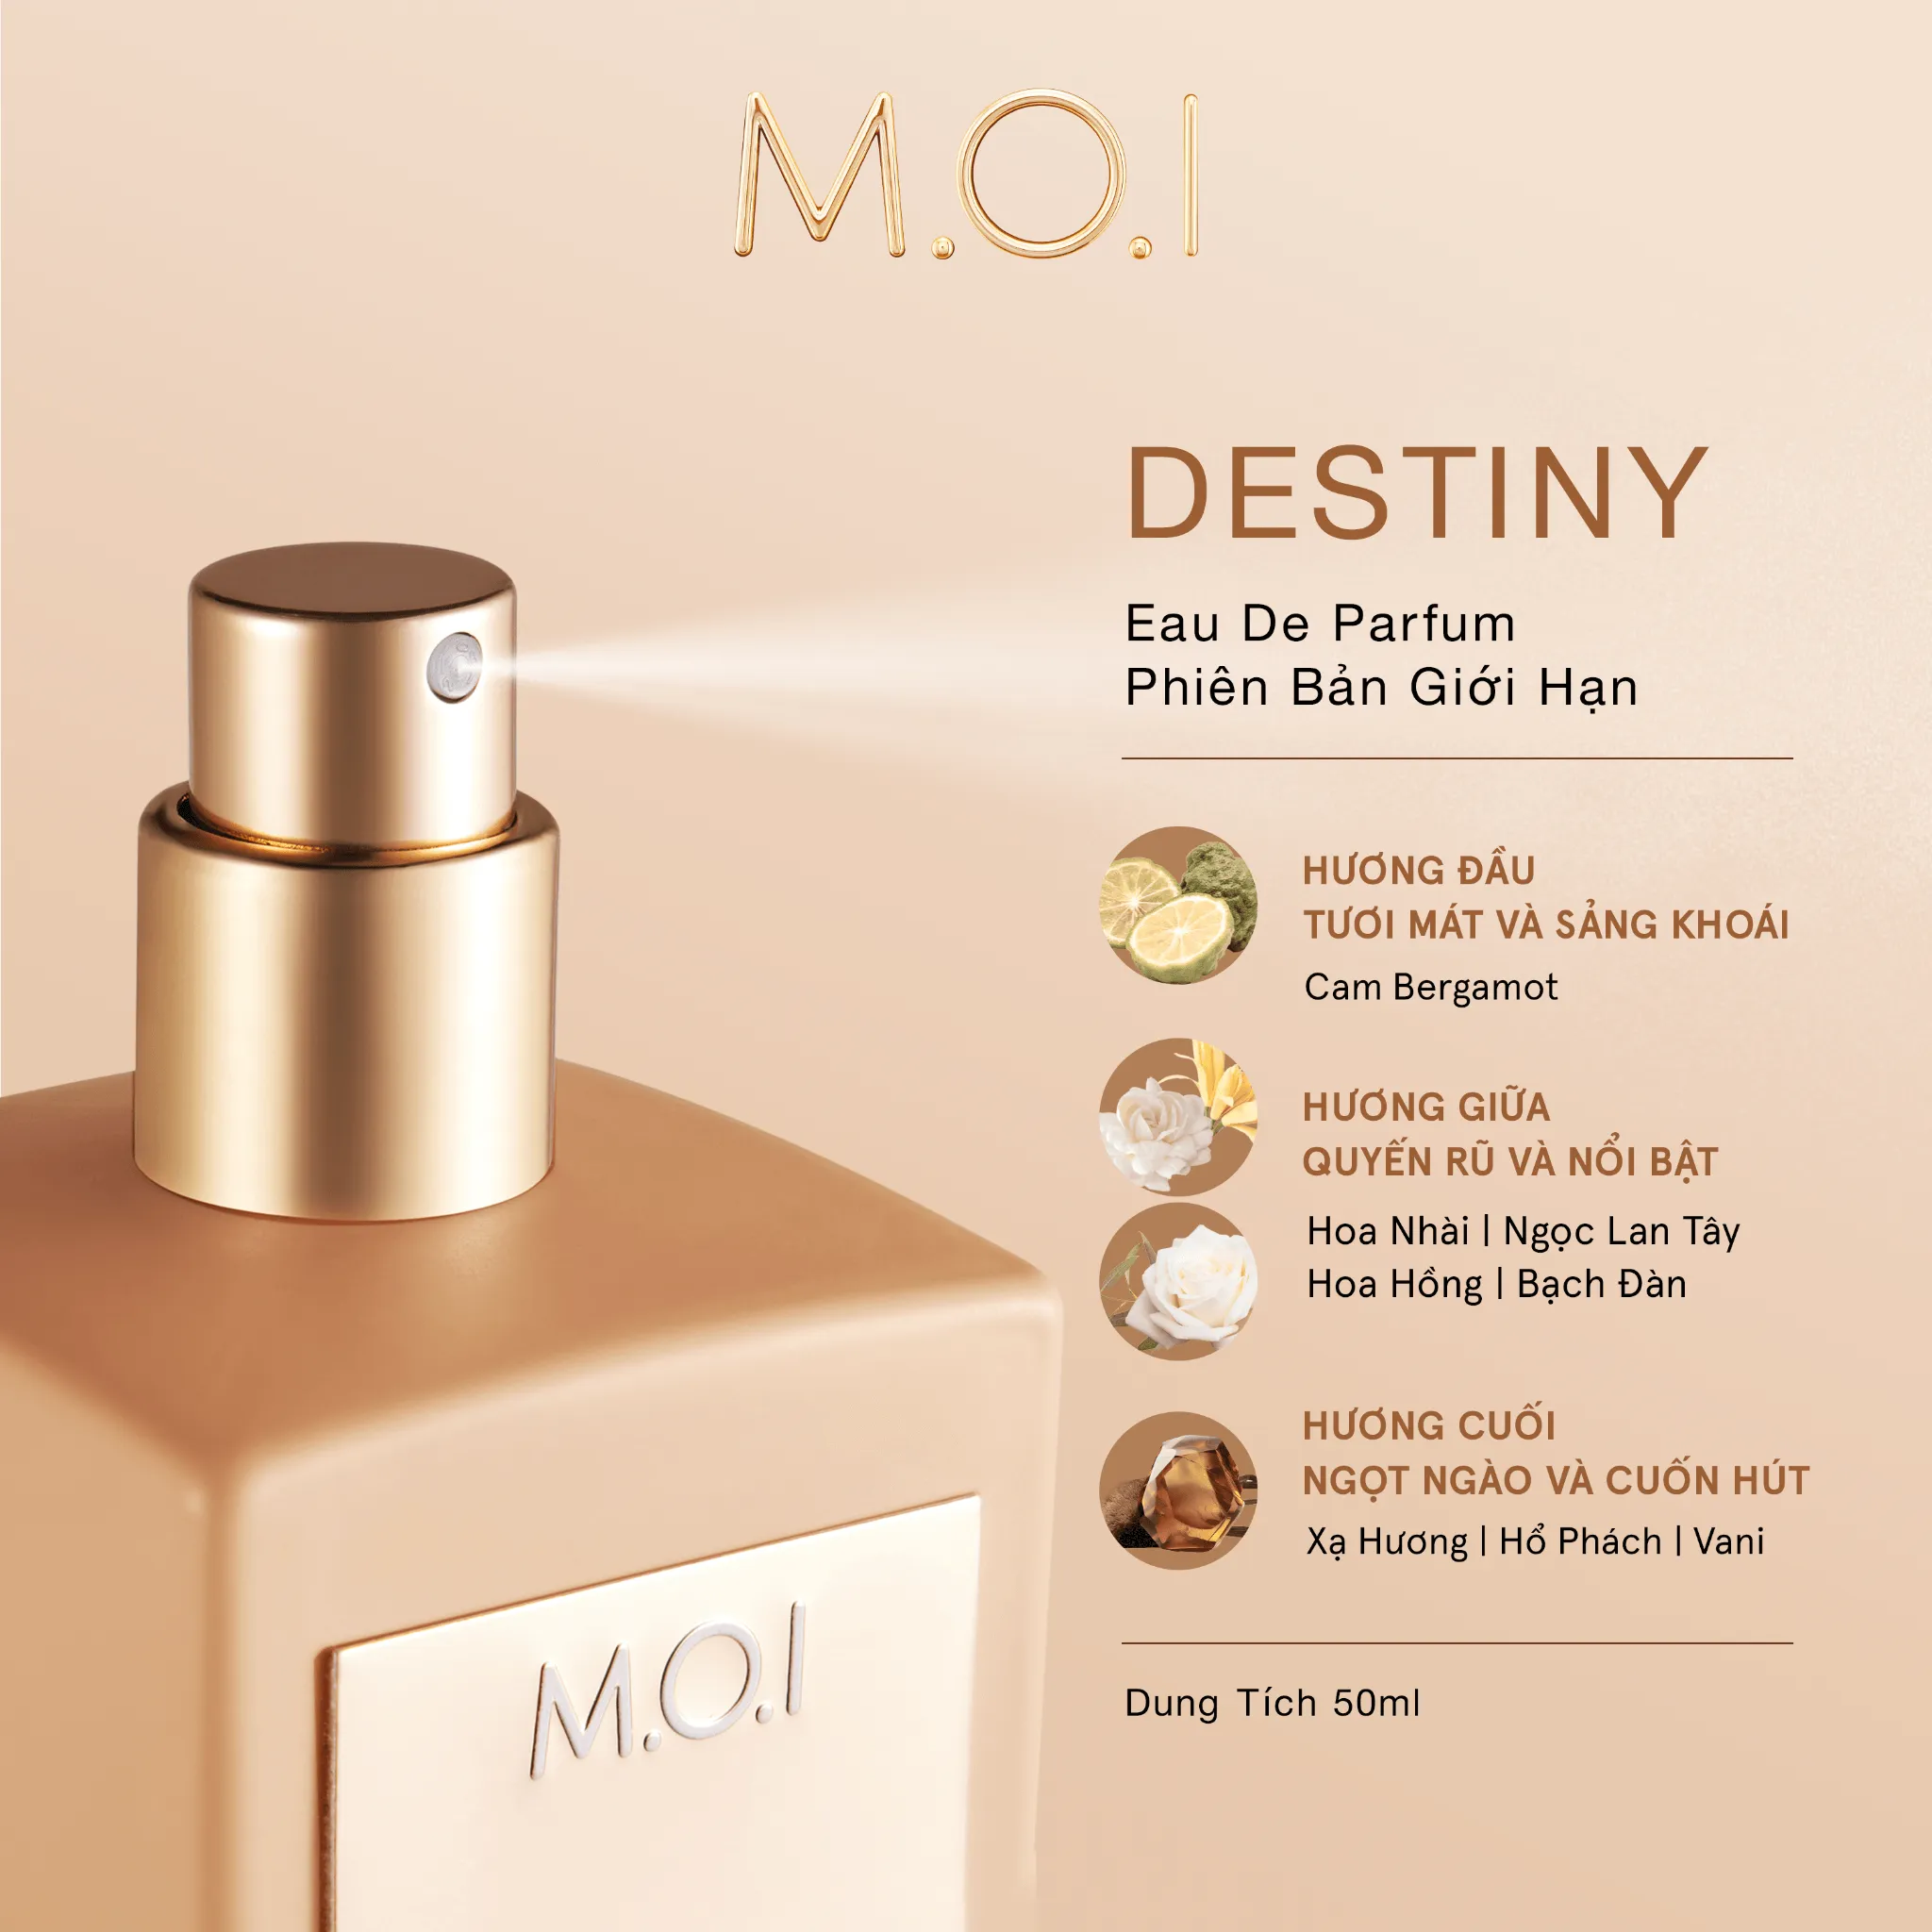 M.O.I
DESTINY
Eau De Parfum
Phiên Bản Giới Hạn
HƯƠNG ĐẦU
TƯƠI MÁT VÀ SẢNG KHOÁI
Cam Bergamot
HƯƠNG GIỮA
QUYẾN RŨ VÀ NỔI BẬT
Hoa Nhài | Ngọc Lan Tây
Hoa Hồng | Bạch Đàn
HƯƠNG CUỐI
NGỌT NGÀO VÀ CUỐN HÚT
Xạ Hương | Hổ Phách | Vani
Dung Tích 50ml
M.O.I